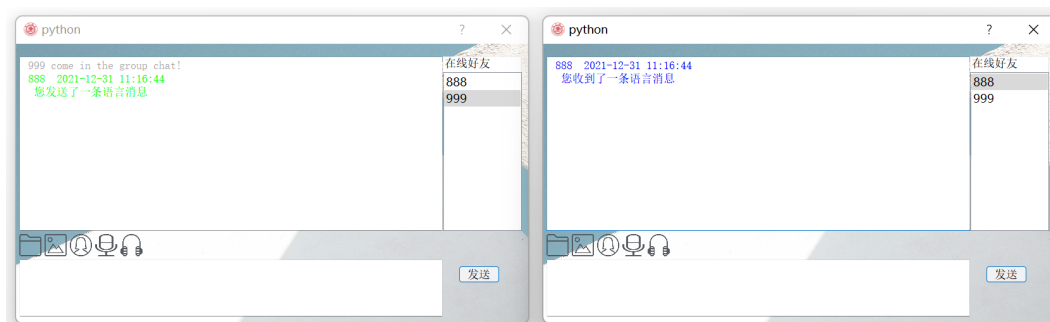 python
?
999 come in the group chat!
888 2021-12-31 11:16:44
您发送了一条语言消息
在线好友
888
999
发送
python
?
888 2021-12-31 11:16:44
您收到了一条语言消息
在线好友
888
999
发送